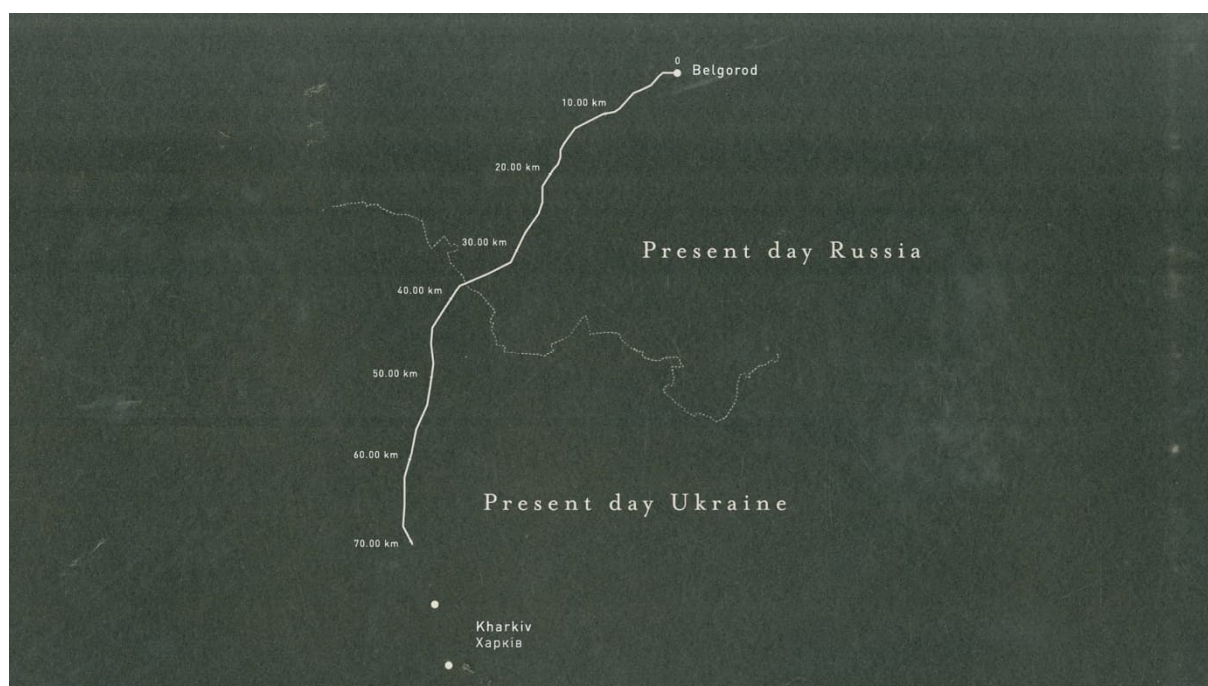 0
Belgorod
10.00 km
20.00 km
30.00 km
Present day Russia
40.00 km
50.00 km
60.00 km
Present day Ukraine
70.00 km
Kharkiv
Харків